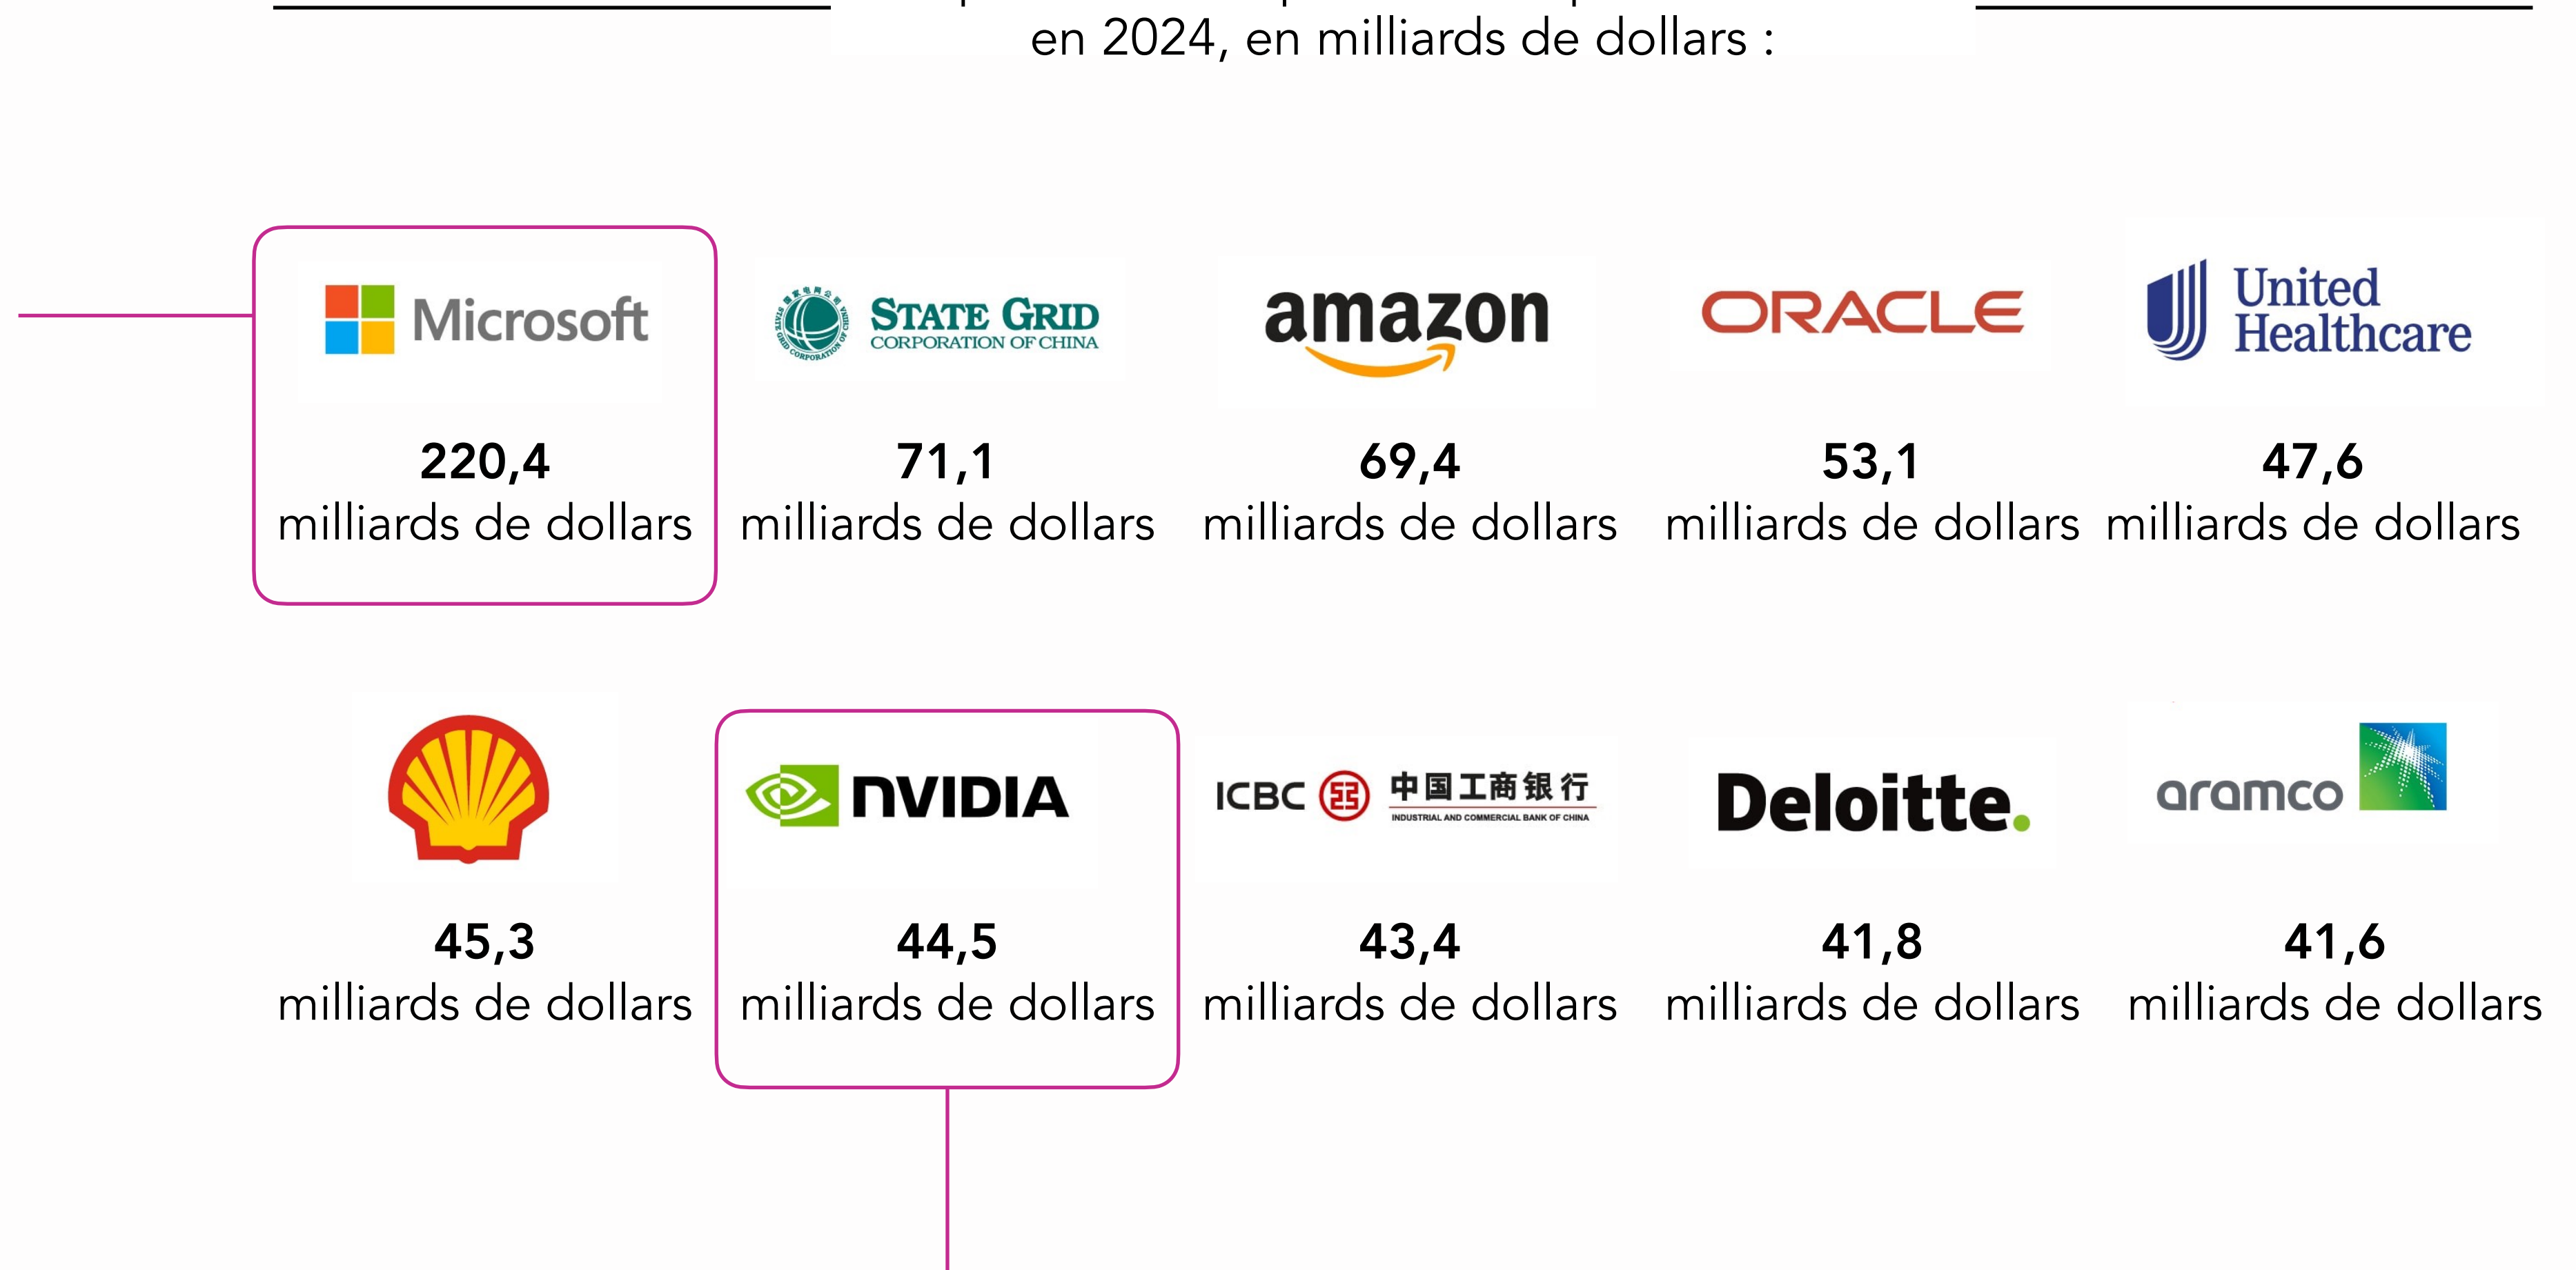 en 2024, en milliards de dollars :
Microsoft
STATE GRID
CORPORATION OF CHINA
amazon
ORACLE
United
Healthcare
220,4
milliards de dollars
71,1
milliards de dollars
69,4
milliards de dollars
53,1
milliards de dollars
47,6
milliards de dollars
NVIDIA
ICBC 中国工商银行
INDUSTRIAL AND COMMERCIAL BANK OF CHINA
Deloitte.
aramco
45,3
milliards de dollars
44,5
milliards de dollars
43,4
milliards de dollars
41,8
milliards de dollars
41,6
milliards de dollars